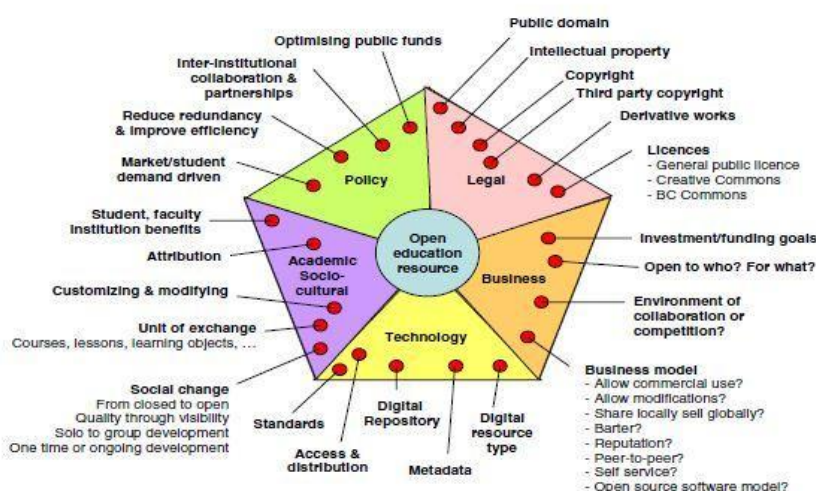 Public domain
Optimising public funds
Intellectual property
Inter-institutional
collaboration &
partnerships
Copyright
Third party copyright
Reduce redundancy
& improve efficiency
Derivative works
Licences
- General public licence
- Creative Commons
- BC Commons
Market/student
demand driven
Policy
Legal
Student, faculty
Institution benefits
Attribution
Open
education
resource
Investment/funding goals
Open to who? For what?
Academic
Socio-
cultural
Business
Customizing & modifying
Environment of
collaboration or
competition?
Unit of exchange
Courses, lessons, learning objects, ...
Technology
Social change
From closed to open
Quality through visibility
Solo to group development
One time or ongoing development
Standards
Access &
distribution
Digital
Repository
Metadata
Digital
resource
type
Business model
- Allow commercial use?
- Allow modifications?
- Share locally sell globally?
- Barter?
- Reputation?
- Peer-to-peer?
- Self service?
- Open source software model?